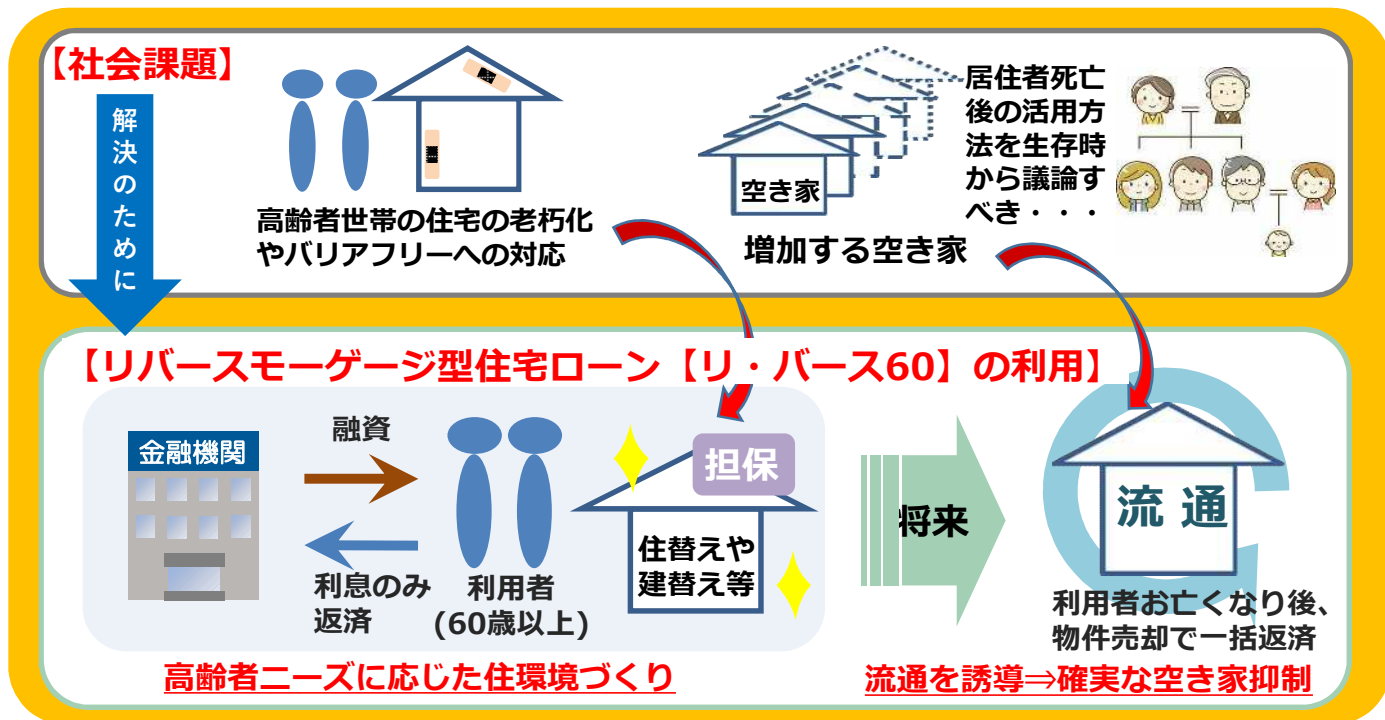 【社会課題】
解決のために
高齢者世帯の住宅の老朽化
やバリアフリーへの対応
空き家
増加する空き家
居住者死亡
後の活用方
法を生存時
から議論す
べき・・・
【リバースモーゲージ型住宅ローン【リ・バース60】の利用】
金融機関
融資
利息のみ
返済
利用者
(60歳以上)
担保
住替えや
建替え等
高齢者ニーズに応じた住環境づくり
将来
流通
利用者お亡くなり後、
物件売却で一括返済
流通を誘導⇒確実な空き家抑制